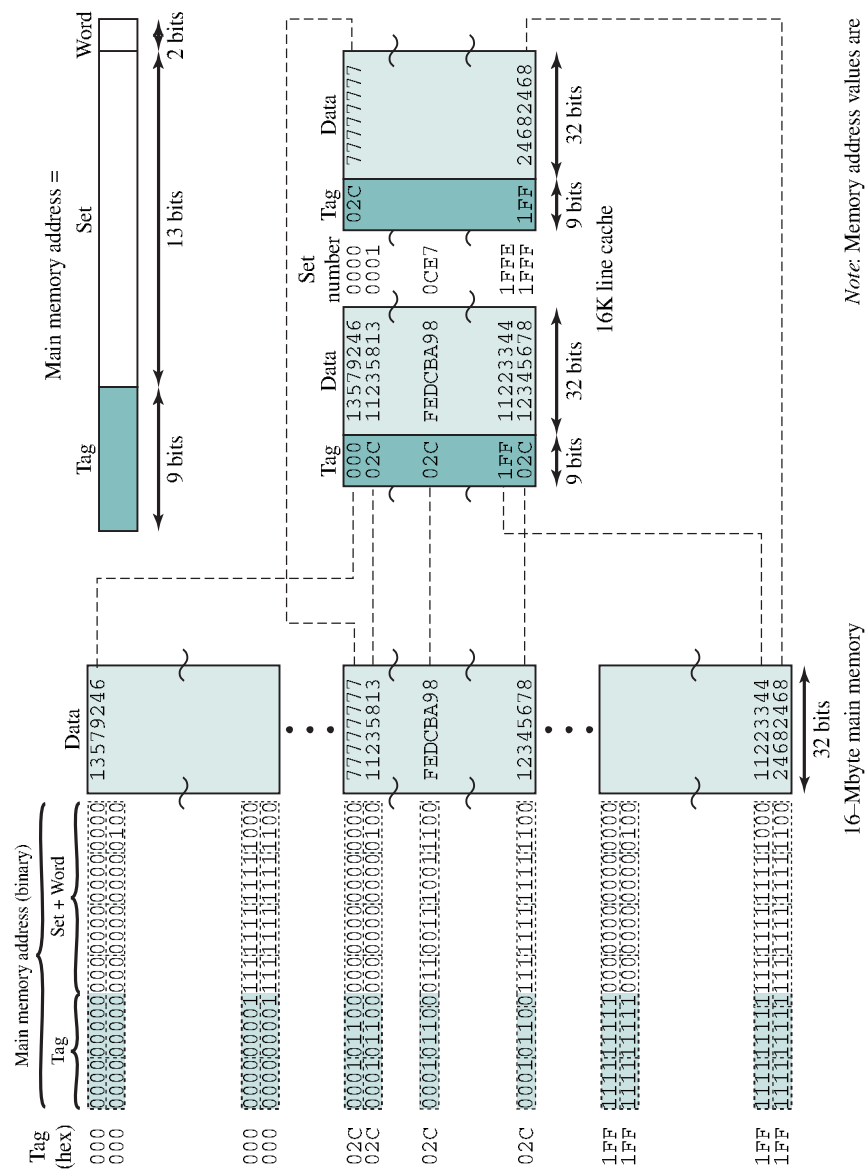 Main memory address (binary)
Tag
(hex)
Tag
Set + Word
Data
000 000000000000000000000000 13579246
000 000000000000000000000100
000 000000000111111111111000
000 000000000111111111111100
02C 000101100000000000000000 77777777
02C 000101100000000000000100 11235813
02C 000101100011001110011100 FEDCBA98
02C 000101100111111111111100 12345678
1FF 111111111000000000000000
1FF 111111111000000000000100
1FF 111111111111111111111000 11223344
1FF 111111111111111111111100 24682468
32 bits
16–Mbyte main memory
Main memory address =
Tag Set Word
9 bits 13 bits 2 bits
Set
Tag Data number Tag Data
000 13579246 0000 02C 77777777
02C 11235813 0001
02C FEDCBA98 0CE7
1FF 11223344 1FFE
02C 12345678 1FFF 1FF 24682468
9 bits 32 bits 9 bits 32 bits
16K line cache
Note: Memory address values are